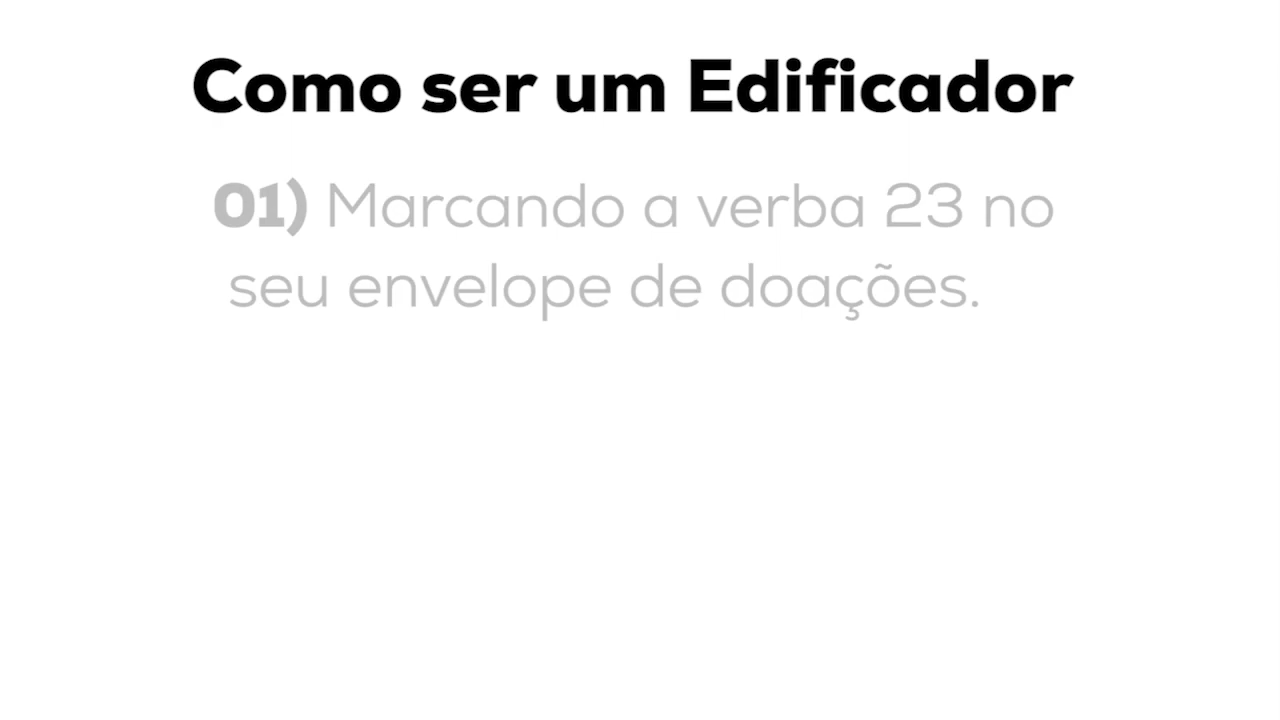 Como ser um Edificador
01) Marcando a verba 23 no
seu envelope de doações.